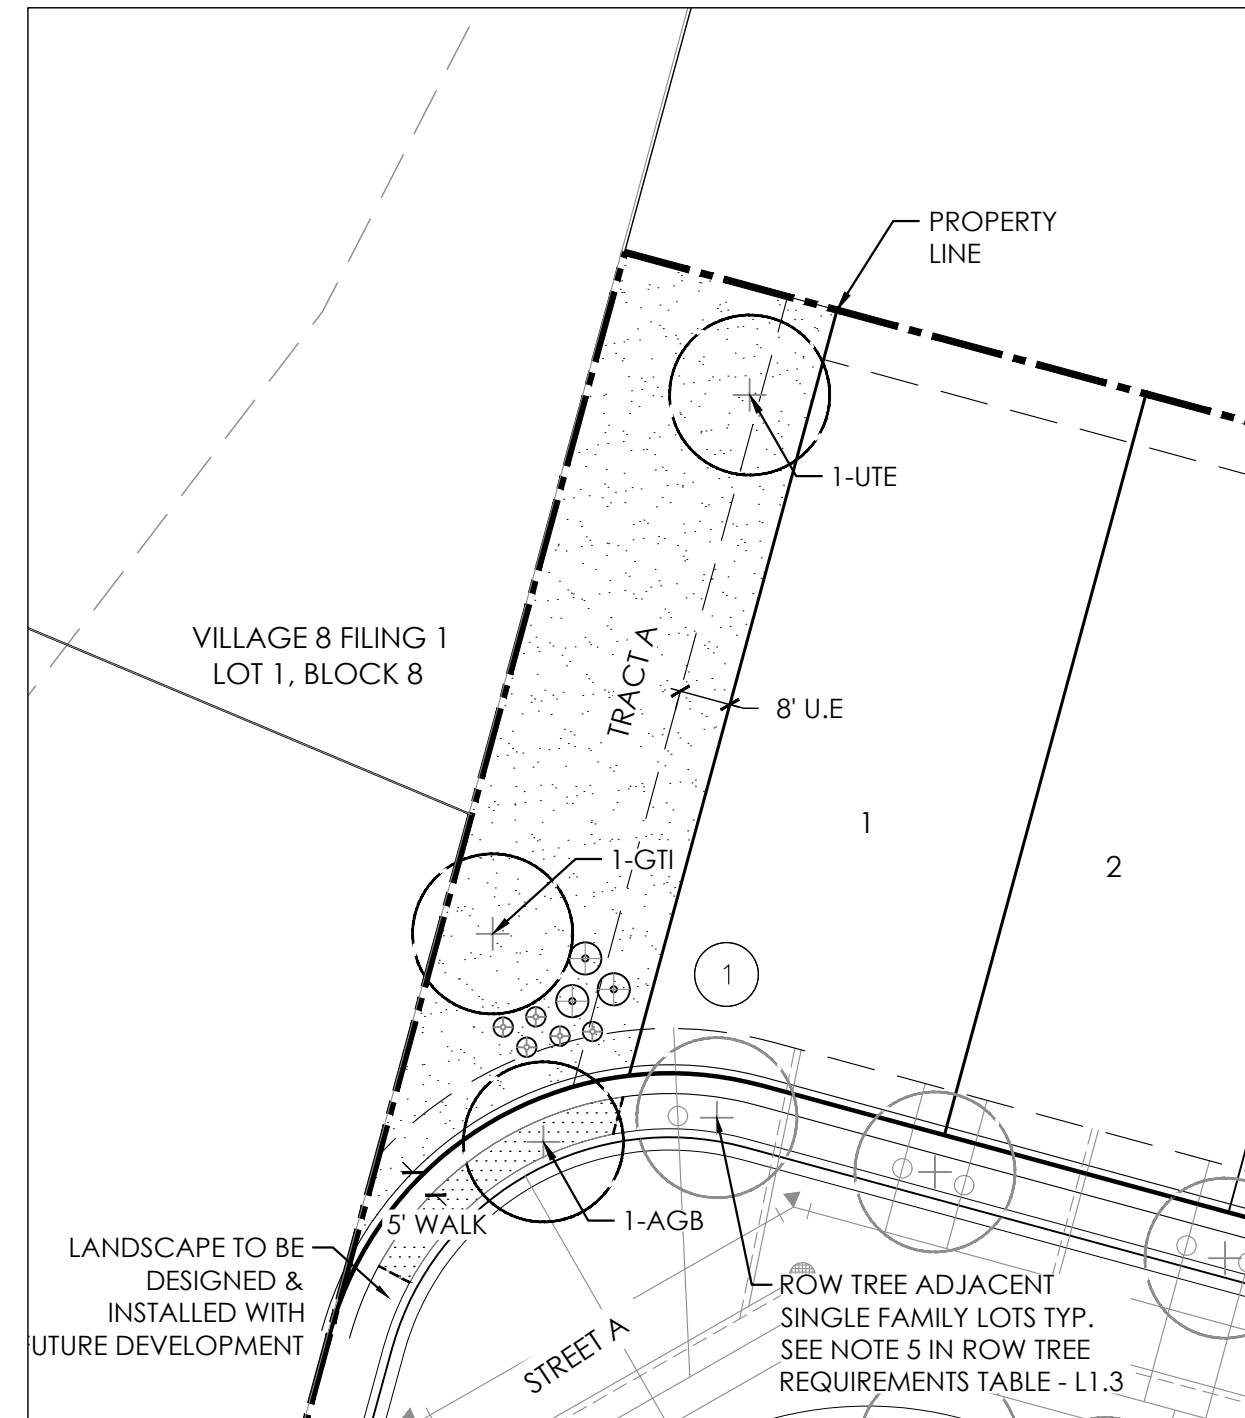 PROPERTY
LINE
1-UTE
VILLAGE 8 FILING 1
LOT 1, BLOCK 8
TRACT A
8' U.E
1
2
1-GTI
1
5' WALK
1-AGB
LANDSCAPE TO BE
DESIGNED &
INSTALLED WITH
FUTURE DEVELOPMENT
STREET A
ROW TREE ADJACENT
SINGLE FAMILY LOTS TYP.
SEE NOTE 5 IN ROW TREE
REQUIREMENTS TABLE - L1.3